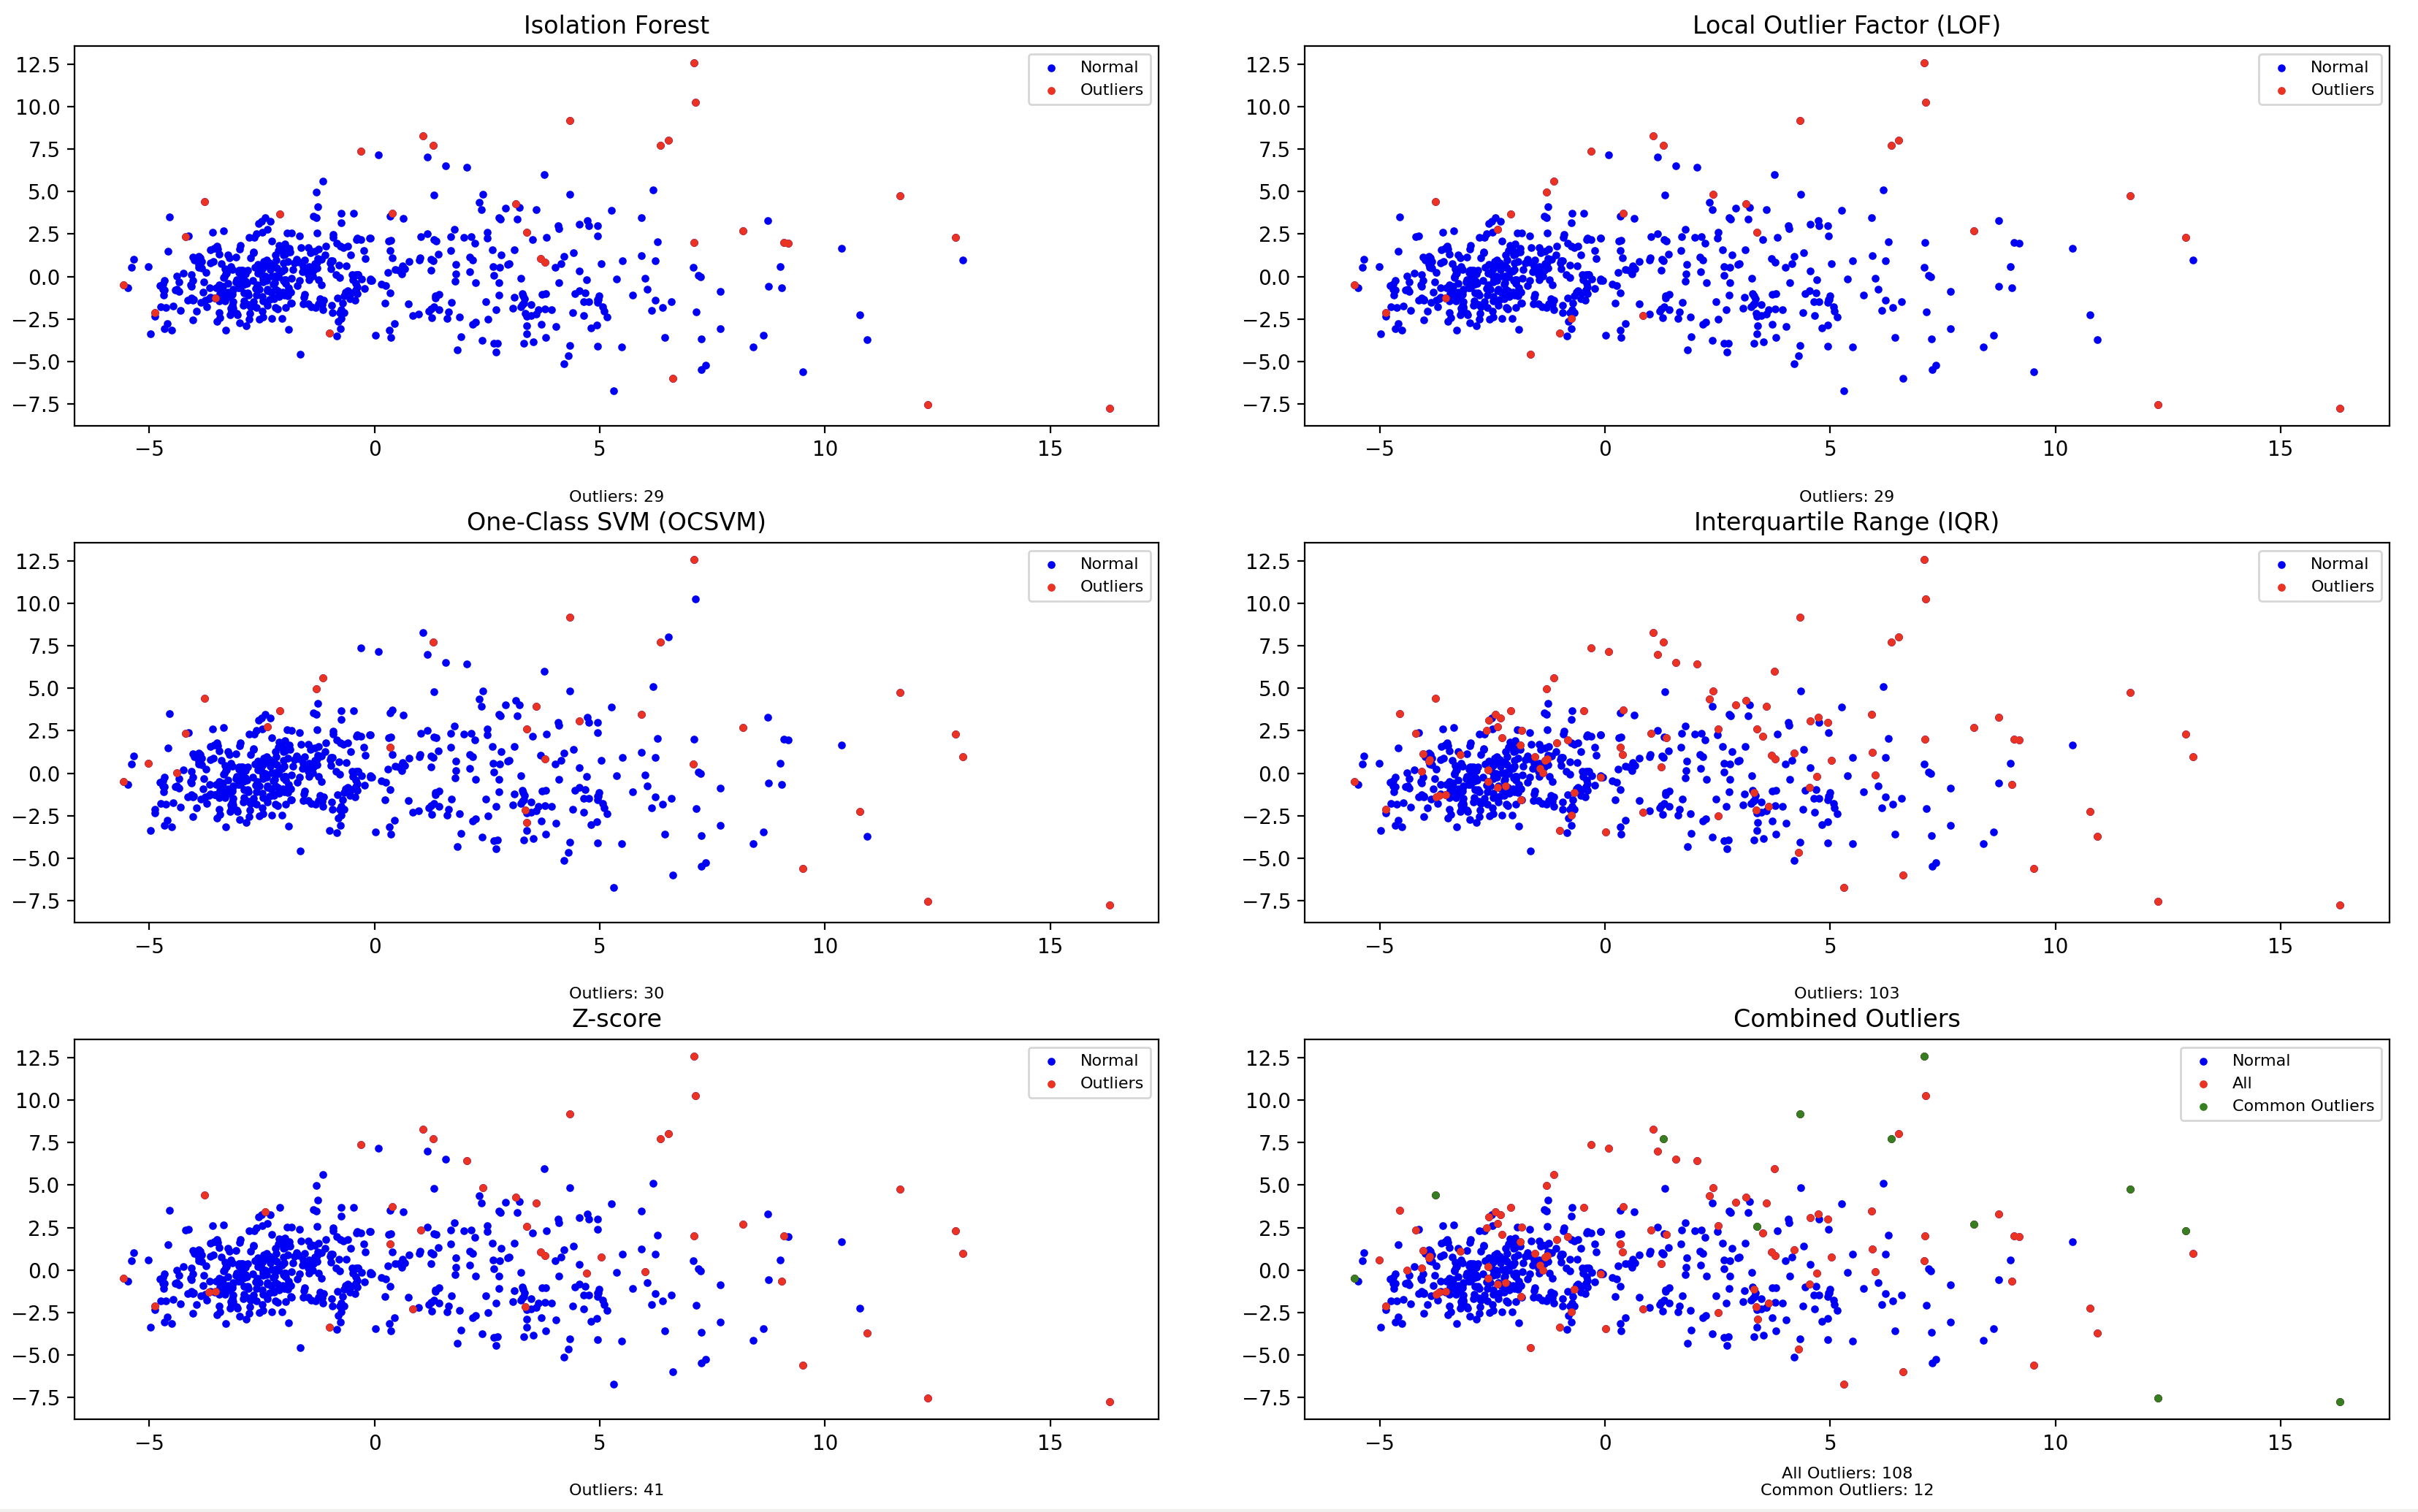 Isolation Forest
12.5
10.0
7.5
5.0
2.5
0.0
−2.5
−5.0
−7.5
−5 0 5 10 15
Normal
Outliers
Outliers: 29
Local Outlier Factor (LOF)
12.5
10.0
7.5
5.0
2.5
0.0
−2.5
−5.0
−7.5
−5 0 5 10 15
Normal
Outliers
Outliers: 29
One-Class SVM (OCSVM)
12.5
10.0
7.5
5.0
2.5
0.0
−2.5
−5.0
−7.5
−5 0 5 10 15
Normal
Outliers
Outliers: 30
Interquartile Range (IQR)
12.5
10.0
7.5
5.0
2.5
0.0
−2.5
−5.0
−7.5
−5 0 5 10 15
Normal
Outliers
Outliers: 103
Z-score
12.5
10.0
7.5
5.0
2.5
0.0
−2.5
−5.0
−7.5
−5 0 5 10 15
Normal
Outliers
Outliers: 41
Combined Outliers
12.5
10.0
7.5
5.0
2.5
0.0
−2.5
−5.0
−7.5
−5 0 5 10 15
Normal
All
Common Outliers
All Outliers: 108
Common Outliers: 12